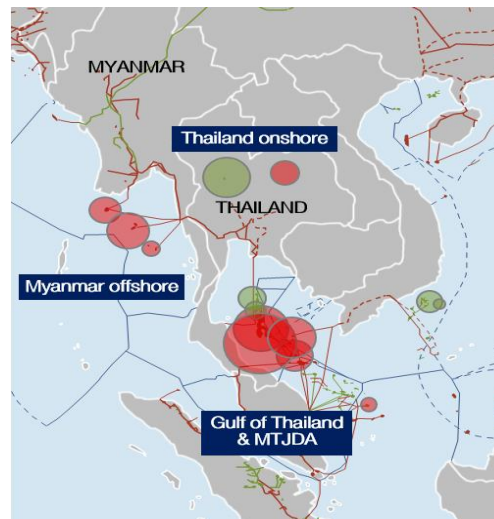 MYANMAR
Thailand onshore
THAILAND
Myanmar offshore
Gulf of Thailand
& MTJDA